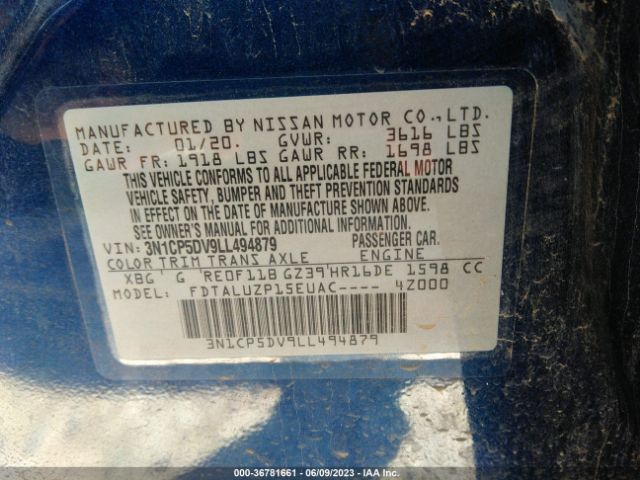 MANUFACTURED BY NISSAN MOTOR CO.,LTD.
DATE: 01/20. GVWR: 3616 LBS
GAWR FR: 1918 LBS GAWR RR: 1698 LBS
THIS VEHICLE CONFORMS TO ALL APPLICABLE FEDERAL MOTOR
VEHICLE SAFETY, BUMPER AND THEFT PREVENTION STANDARDS
IN EFFECT ON THE DATE OF MANUFACTURE SHOWN ABOVE.
SEE OWNER'S MANUAL FOR ADDITIONAL INFORMATION.
VIN: 3N1CP5DV9LL494879 PASSENGER CAR.
COLOR TRIM TRANS AXLE ENGINE
XBG' G 'RE0F11B GZ39'HR16DE 1598 CC
MODEL: FDTALUZP15EUAC---- 4Z000
3N1CP5DV9LL494879
000-36781661 | 06/09/2023 | IAA Inc.